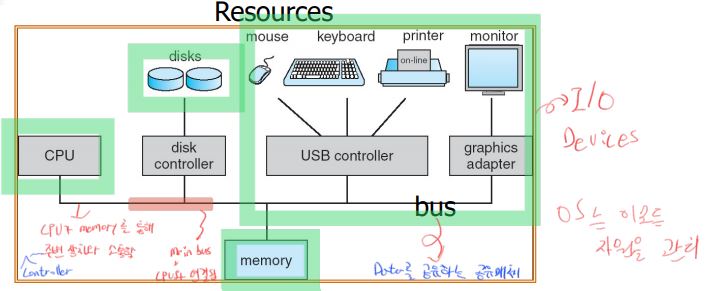 Resources
mouse keyboard printer monitor
disks
on-line
CPU
disk
controller
USB controller
graphics
adapter
I/O
Devices
bus
CPU가 memory를 통해
주변 장치와 소통함
Controller
main bus
CPU와 연결됨
memory
Data를 공유하는 공유매체
OS는 이 모든
자원을 관리